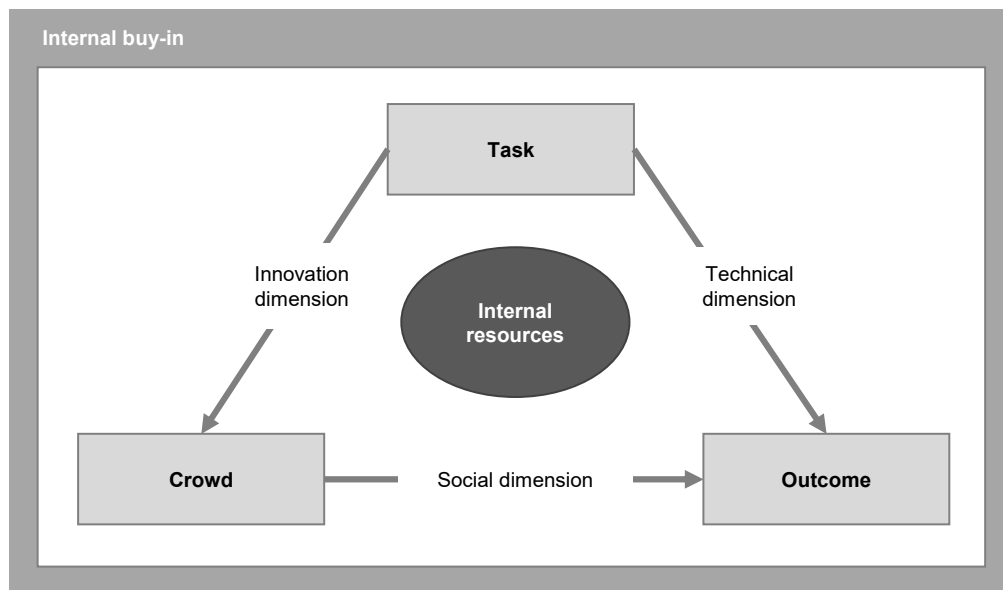 Internal buy-in
Task
Innovation
dimension
Technical
dimension
Internal
resources
Crowd
Social dimension
Outcome